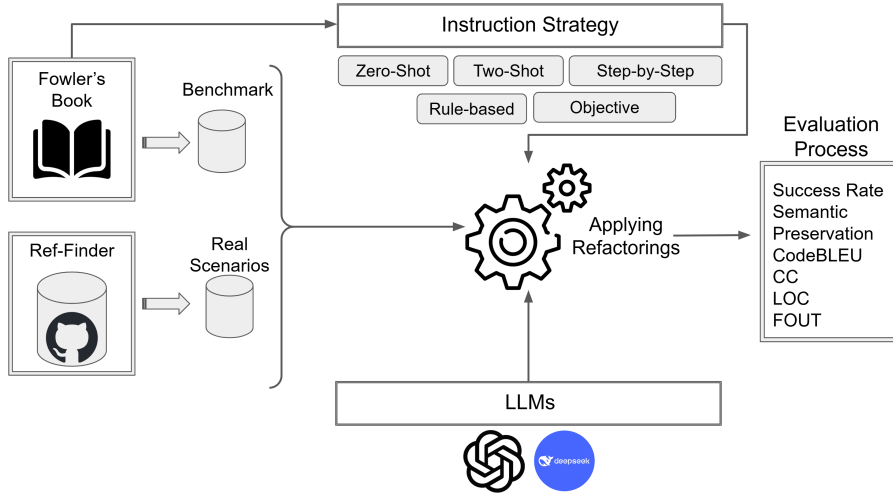 Instruction Strategy
Zero-Shot
Two-Shot
Step-by-Step
Rule-based
Objective
Fowler's
Book
Benchmark
Ref-Finder
Real
Scenarios
Applying
Refactorings
Evaluation
Process
Success Rate
Semantic
Preservation
CodeBLEU
CC
LOC
FOUT
LLMs
deepseek